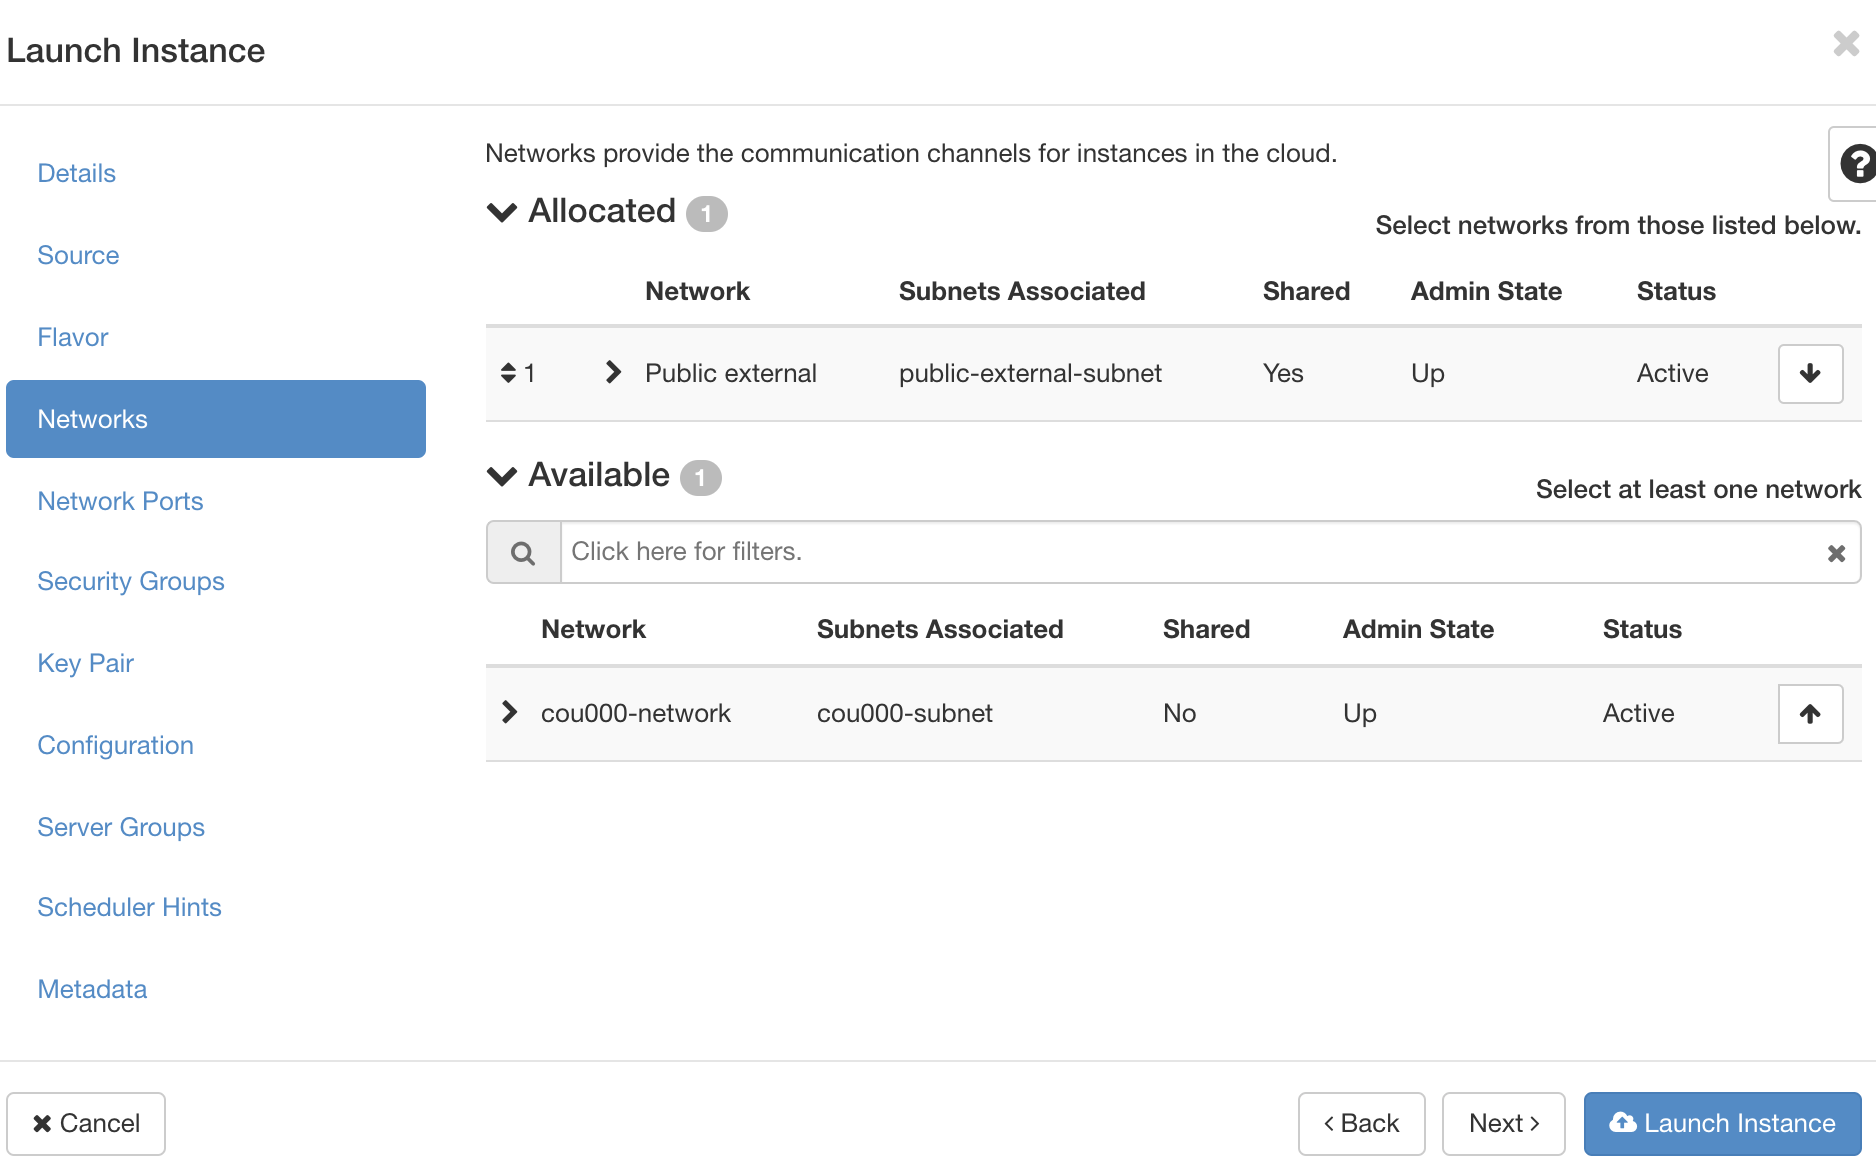 Launch Instance
Details
Source
Flavor
Networks
Network Ports
Security Groups
Key Pair
Configuration
Server Groups
Scheduler Hints
Metadata
Networks provide the communication channels for instances in the cloud.
Allocated 1
Select networks from those listed below.
Network Subnets Associated Shared Admin State Status
1 Public external public-external-subnet Yes Up Active
Available 1
Select at least one network
Click here for filters.
Network Subnets Associated Shared Admin State Status
cou000-network cou000-subnet No Up Active
Cancel
Back
Next
Launch Instance